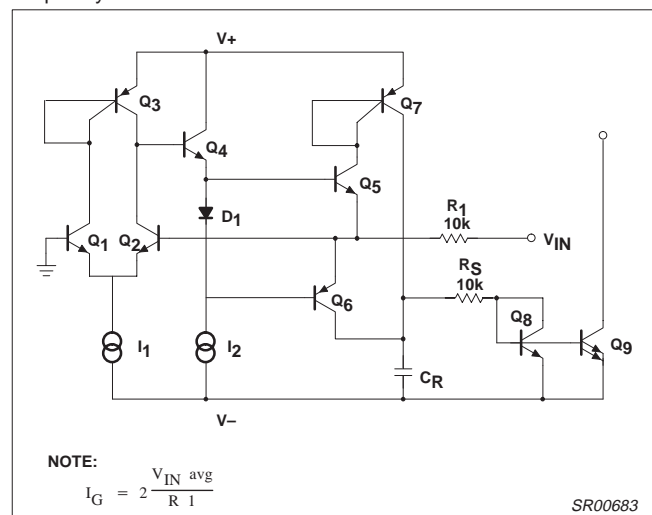 V+
Q3
Q7
Q4
Q5
R1
10k
D1
VIN
Q1
Q2
RS
10k
Q6
Q8
Q9
I1
I2
CR
V–
NOTE:
IG = 2 VIN avg / R 1
SR00683